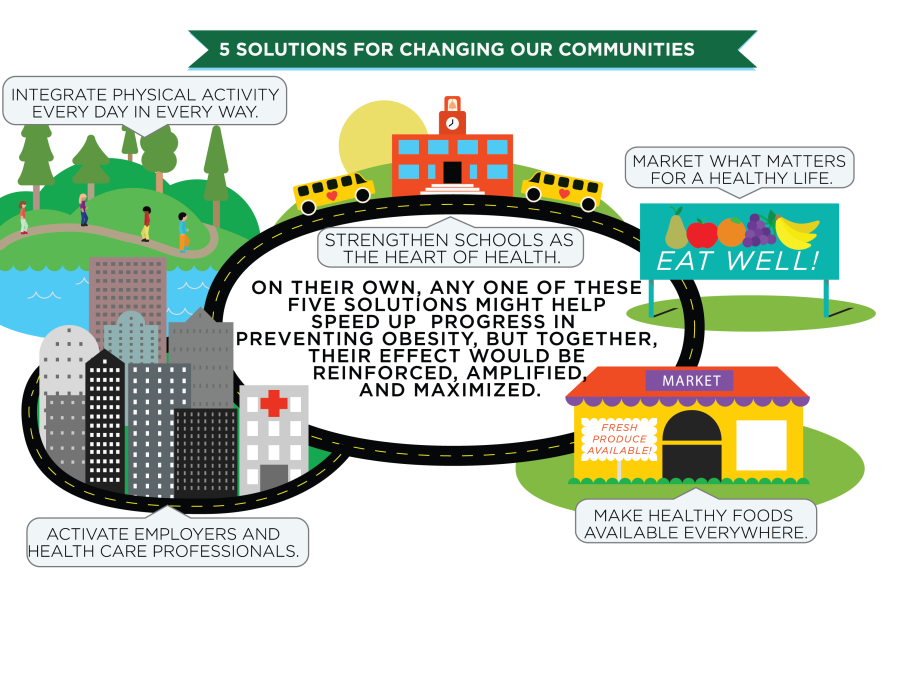 5 SOLUTIONS FOR CHANGING OUR COMMUNITIES
INTEGRATE PHYSICAL ACTIVITY
EVERY DAY IN EVERY WAY.
MARKET WHAT MATTERS
FOR A HEALTHY LIFE.
EAT WELL!
STRENGTHEN SCHOOLS AS
THE HEART OF HEALTH.
ON THEIR OWN, ANY ONE OF THESE
FIVE SOLUTIONS MIGHT HELP
SPEED UP PROGRESS IN
PREVENTING OBESITY, BUT TOGETHER,
THEIR EFFECT WOULD BE
REINFORCED, AMPLIFIED,
AND MAXIMIZED.
MARKET
FRESH
PRODUCE
AVAILABLE!
ACTIVATE EMPLOYERS AND
HEALTH CARE PROFESSIONALS.
MAKE HEALTHY FOODS
AVAILABLE EVERYWHERE.